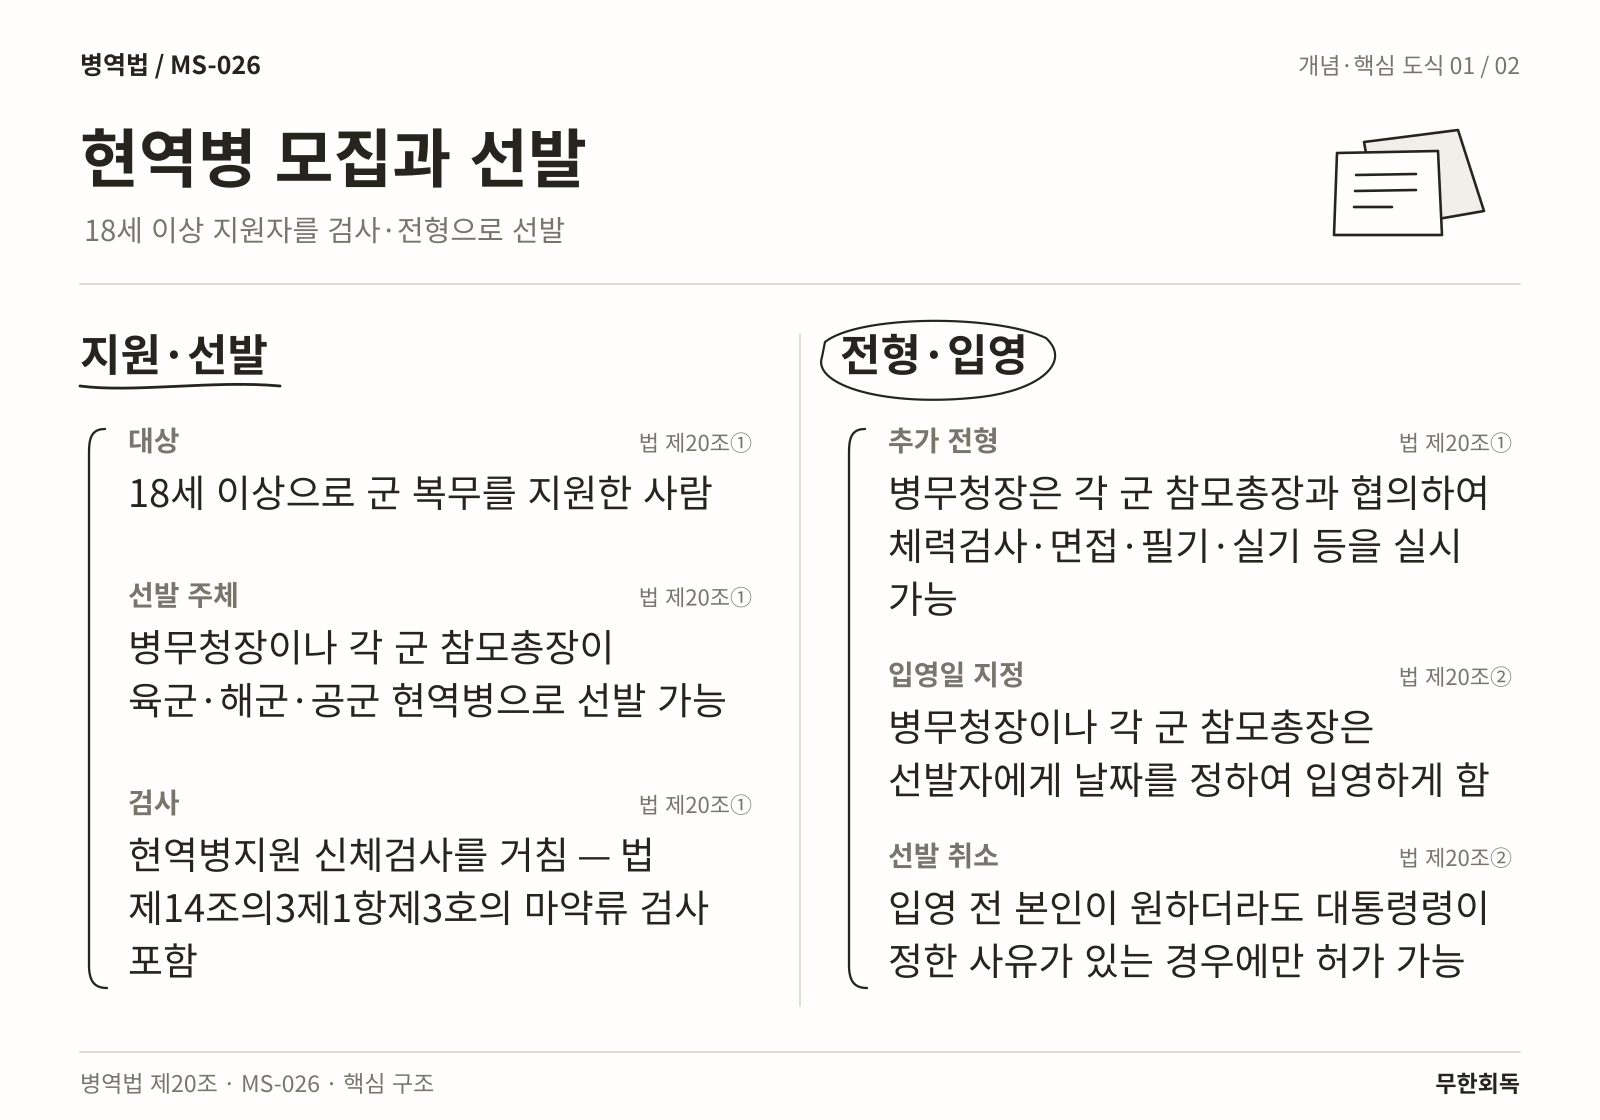 병역법 / MS-026
개념·핵심 도식 01 / 02
현역병 모집과 선발
18세 이상 지원자를 검사·전형으로 선발
지원·선발
대상
법 제20조①
18세 이상으로 군 복무를 지원한 사람
선발 주체
법 제20조①
병무청장이나 각 군 참모총장이
육군·해군·공군 현역병으로 선발 가능
검사
법 제20조①
현역병지원 신체검사를 거침 — 법
제14조의3제1항제3호의 마약류 검사
포함
전형·입영
추가 전형
법 제20조①
병무청장은 각 군 참모총장과 협의하여
체력검사·면접·필기·실기 등을 실시
가능
입영일 지정
법 제20조②
병무청장이나 각 군 참모총장은
선발자에게 날짜를 정하여 입영하게 함
선발 취소
법 제20조②
입영 전 본인이 원하더라도 대통령령이
정한 사유가 있는 경우에만 허가 가능
병역법 제20조 · MS-026 · 핵심 구조
무한회독